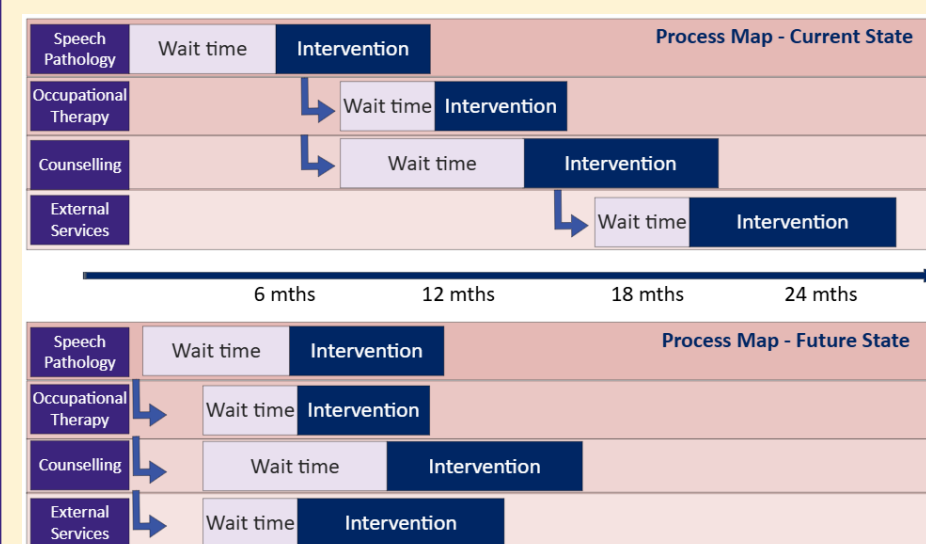 Process Map - Current State
Speech
Pathology
Wait time
Intervention
Occupational
Therapy
Wait time
Intervention
Counselling
Wait time
Intervention
External
Services
Wait time
Intervention
6 mths
12 mths
18 mths
24 mths
Process Map - Future State
Speech
Pathology
Wait time
Intervention
Occupational
Therapy
Wait time
Intervention
Counselling
Wait time
Intervention
External
Services
Wait time
Intervention